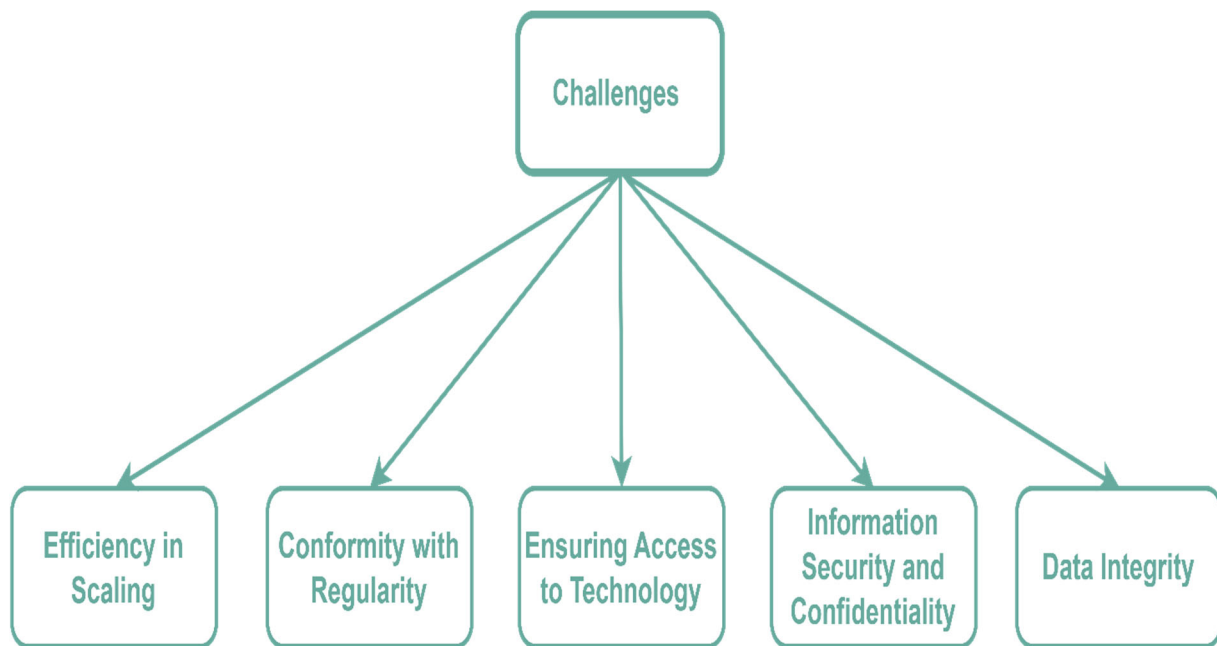 Challenges
Efficiency in
Scaling
Conformity with
Regularity
Ensuring Access
to Technology
Information
Security and
Confidentiality
Data Integrity